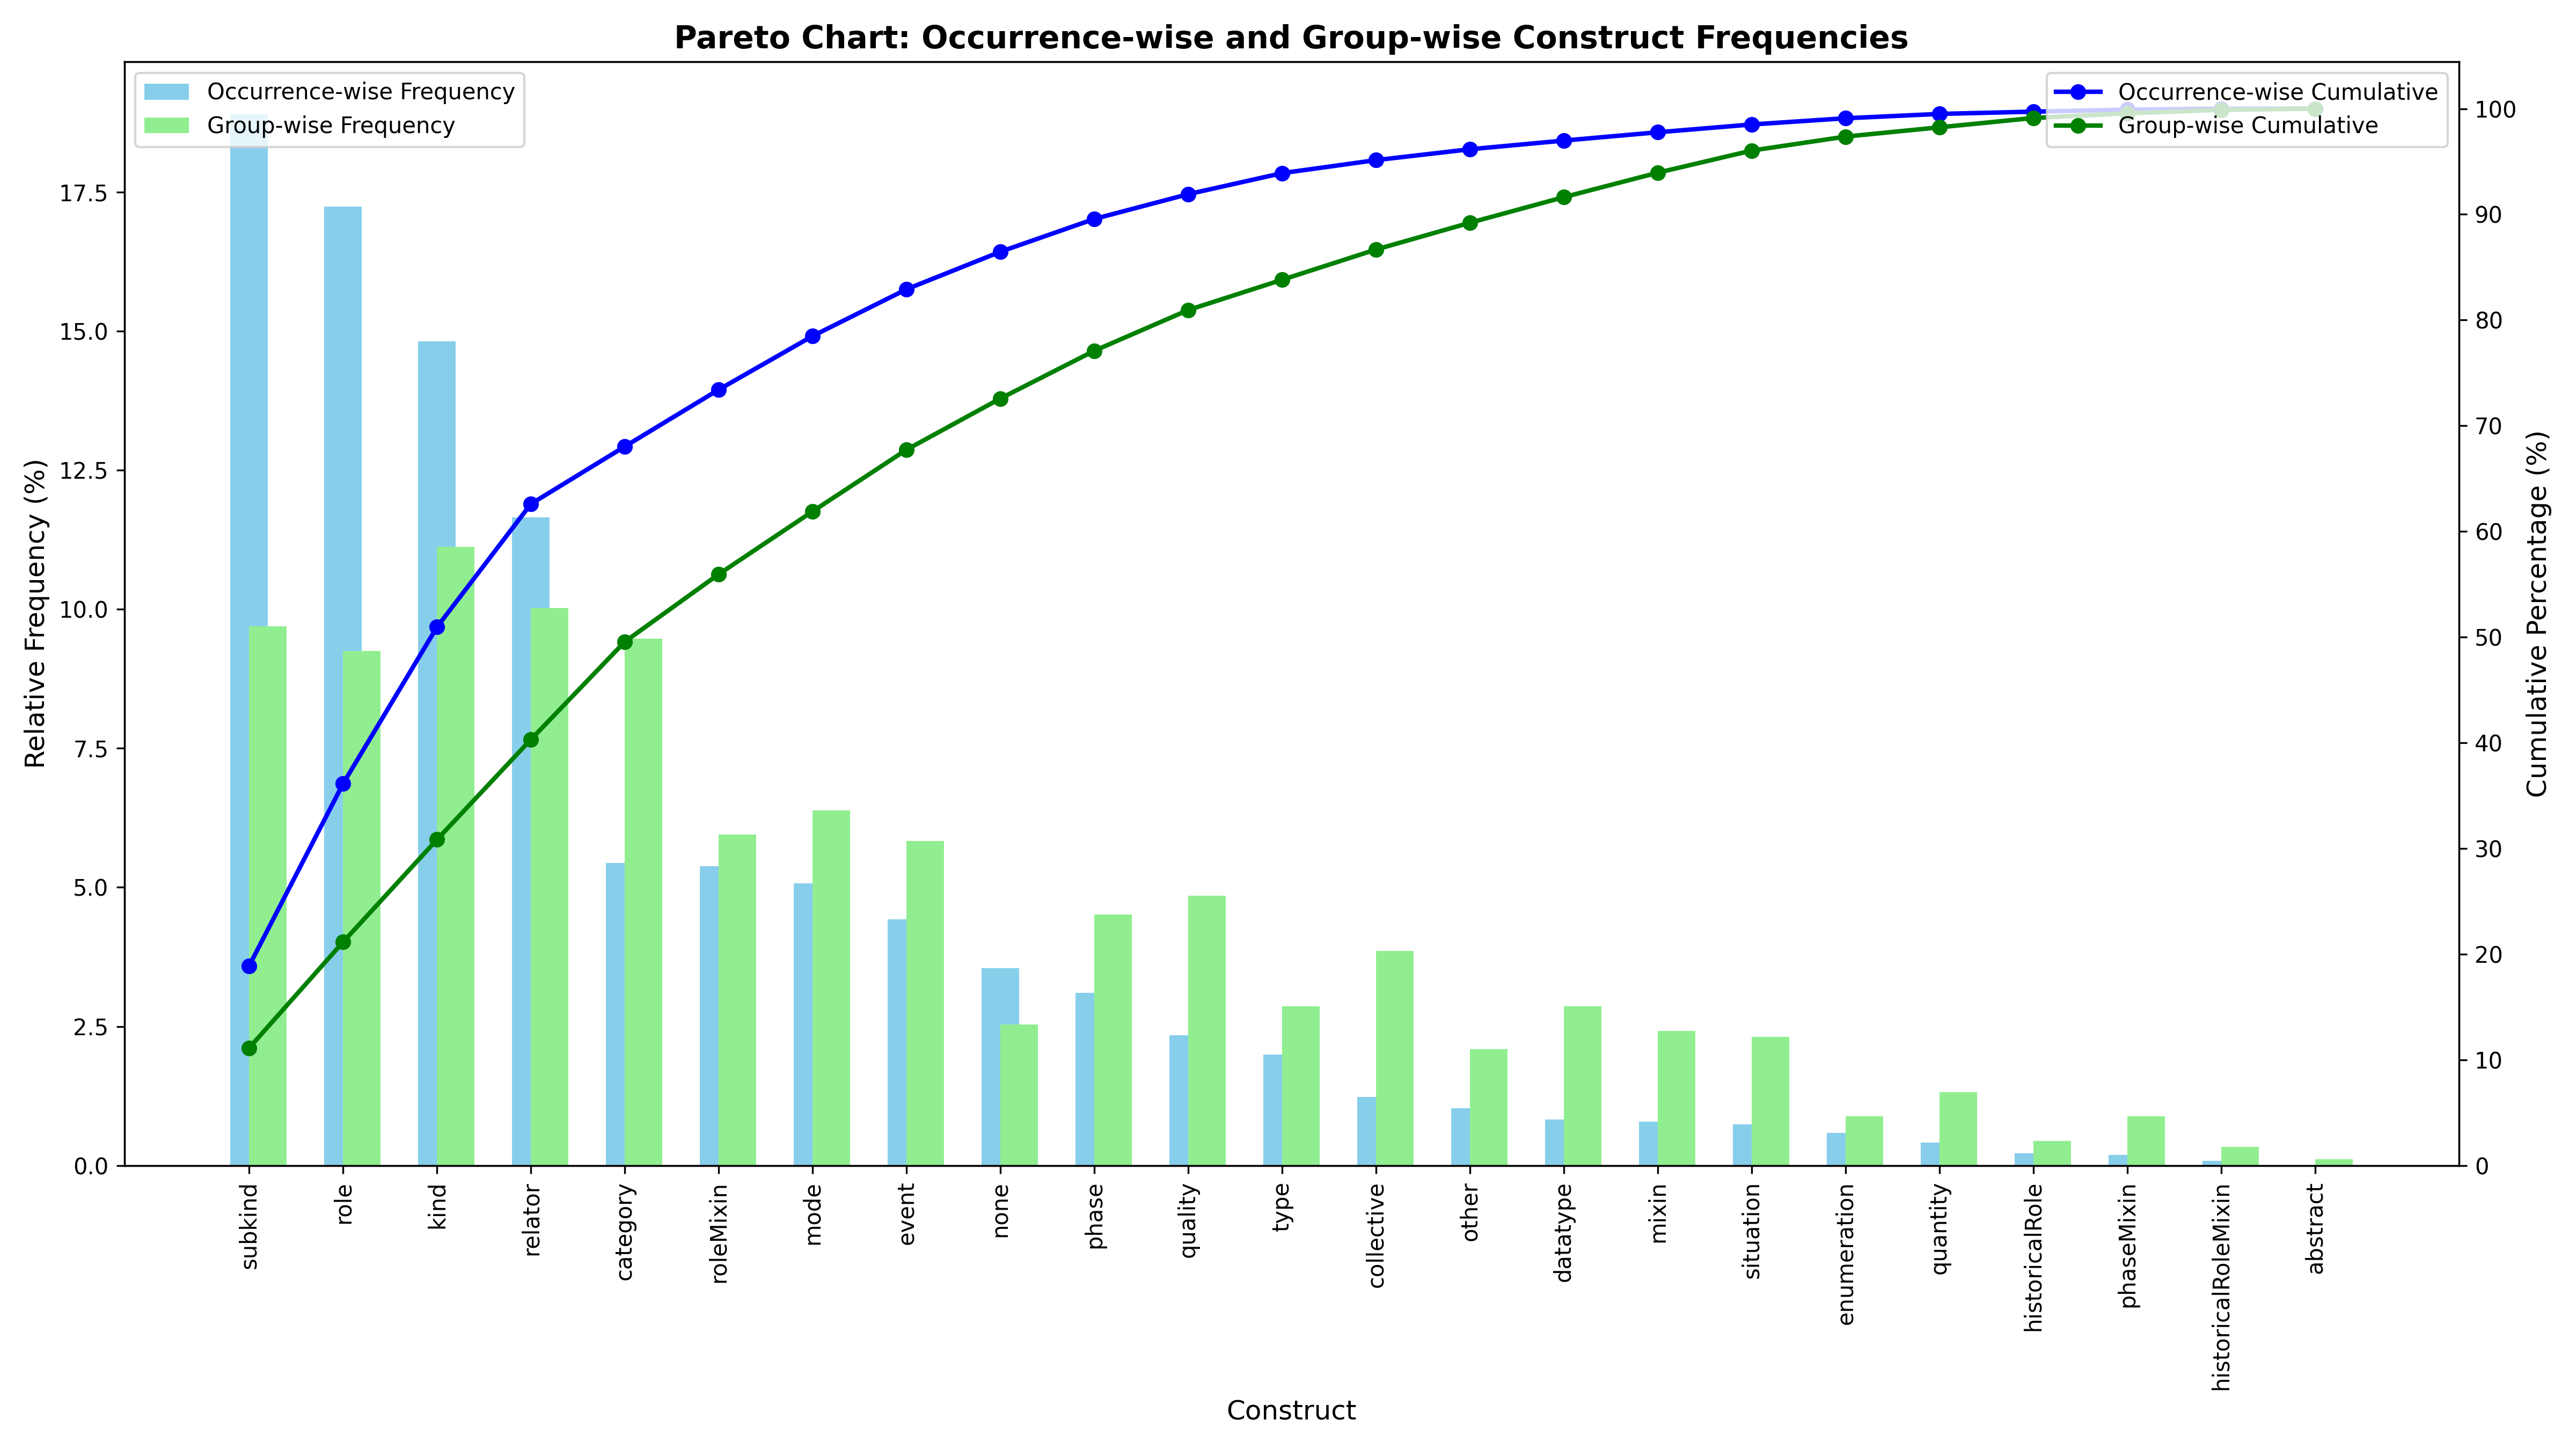 Pareto Chart: Occurrence-wise and Group-wise Construct Frequencies
Occurrence-wise Frequency
Group-wise Frequency
Occurrence-wise Cumulative
Group-wise Cumulative
Relative Frequency (%)
17.5
15.0
12.5
10.0
7.5
5.0
2.5
0.0
100
90
80
70
60
50
40
30
20
10
0
Cumulative Percentage (%)
subkind
role
kind
relator
category
roleMixin
mode
event
none
phase
quality
type
collective
other
datatype
mixin
situation
enumeration
quantity
historicalRole
phaseMixin
historicalRoleMixin
abstract
Construct